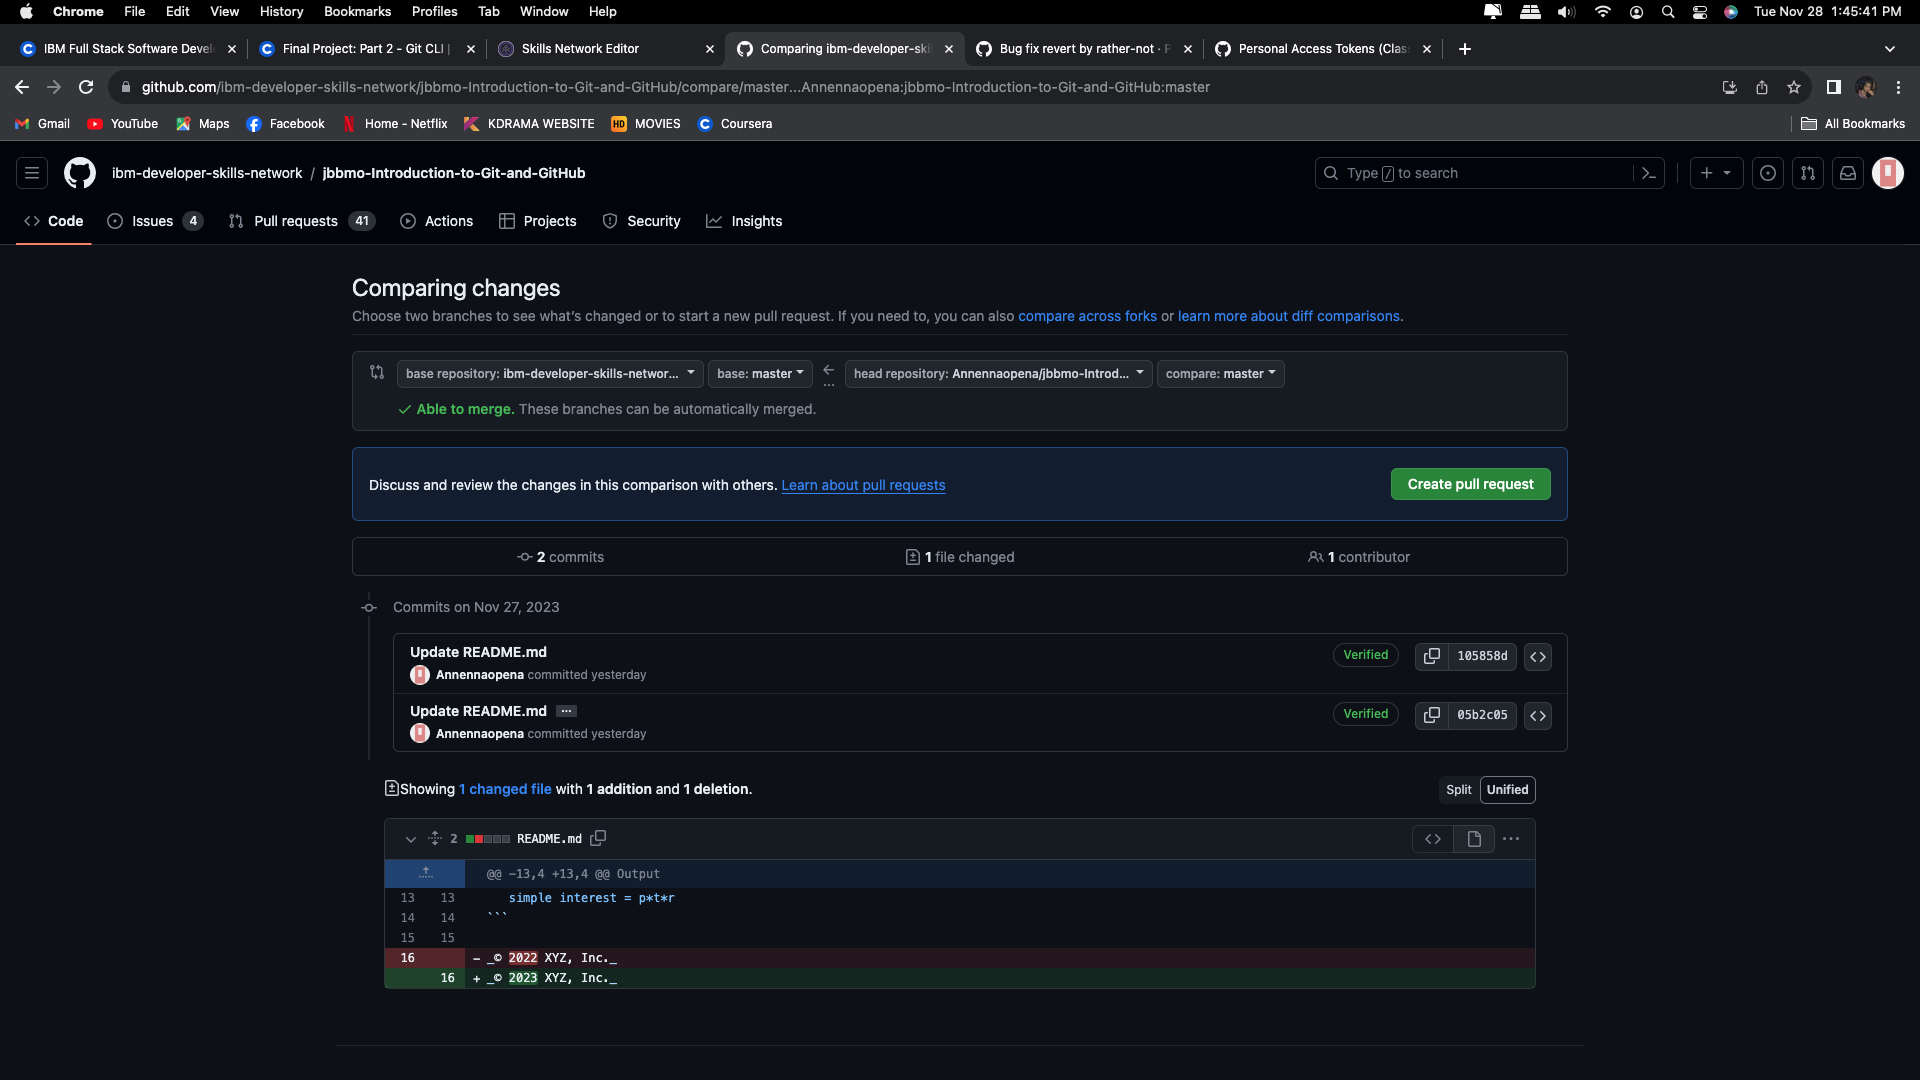 Chrome File Edit View History Bookmarks Profiles Tab Window Help Tue Nov 28 1:45:41 PM
IBM Full Stack Software Devel Final Project: Part 2 - Git CLI | Skills Network Editor Comparing ibm-developer-skil Bug fix revert by rather-not · P Personal Access Tokens (Clas
github.com/ibm-developer-skills-network/jbbmo-Introduction-to-Git-and-GitHub/compare/master...Annennaopena:jbbmo-Introduction-to-Git-and-GitHub:master
Gmail YouTube Maps Facebook Home - Netflix KDRAMA WEBSITE HD MOVIES Coursera All Bookmarks
ibm-developer-skills-network / jbbmo-Introduction-to-Git-and-GitHub Type / to search
Code Issues 4 Pull requests 41 Actions Projects Security Insights
Comparing changes
Choose two branches to see what's changed or to start a new pull request. If you need to, you can also compare across forks or learn more about diff comparisons.
base repository: ibm-developer-skills-networ... base: master ← ... head repository: Annennaopena/jbbmo-Introd... compare: master
Able to merge. These branches can be automatically merged.
Discuss and review the changes in this comparison with others. Learn about pull requests Create pull request
2 commits 1 file changed 1 contributor
Commits on Nov 27, 2023
Update README.md Verified 105858d
Annennaopena committed yesterday
Update README.md ... Verified 05b2c05
Annennaopena committed yesterday
Showing 1 changed file with 1 addition and 1 deletion. Split Unified
2 README.md
@@ -13,4 +13,4 @@ Output
13 13 simple interest = p*t*r
14 14 ```
15 15
16 - _© 2022 XYZ, Inc._
16 + _© 2023 XYZ, Inc._